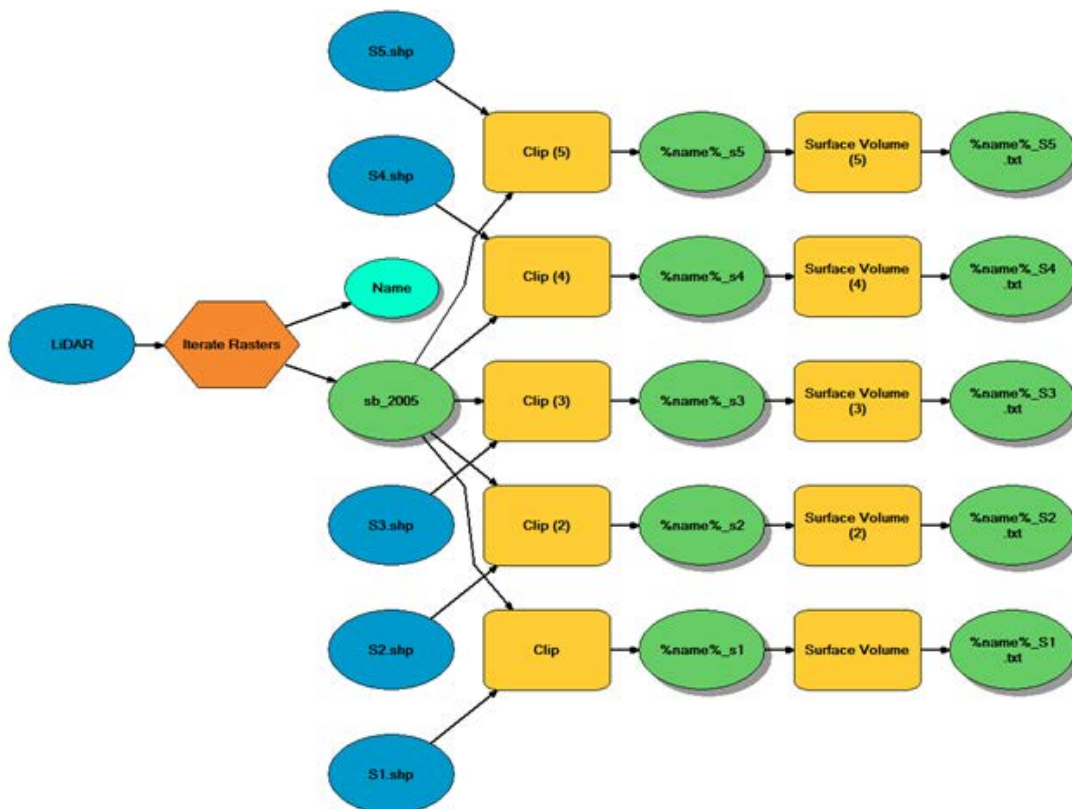 S5.shp
Clip (5)
%name%_s5
Surface Volume
(5)
%name%_S5
.txt
S4.shp
Clip (4)
%name%_s4
Surface Volume
(4)
%name%_S4
.txt
Name
LiDAR
Iterate Rasters
sb_2005
Clip (3)
%name%_s3
Surface Volume
(3)
%name%_S3
.txt
S3.shp
Clip (2)
%name%_s2
Surface Volume
(2)
%name%_S2
.txt
S2.shp
Clip
%name%_s1
Surface Volume
%name%_S1
.txt
S1.shp